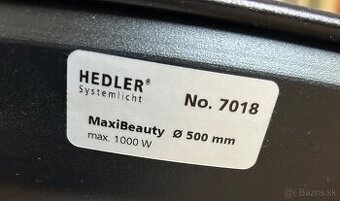 HEDLER®
Systemlicht
No. 7018
MaxiBeauty Ø 500 mm
max. 1000 W
Bazos.sk